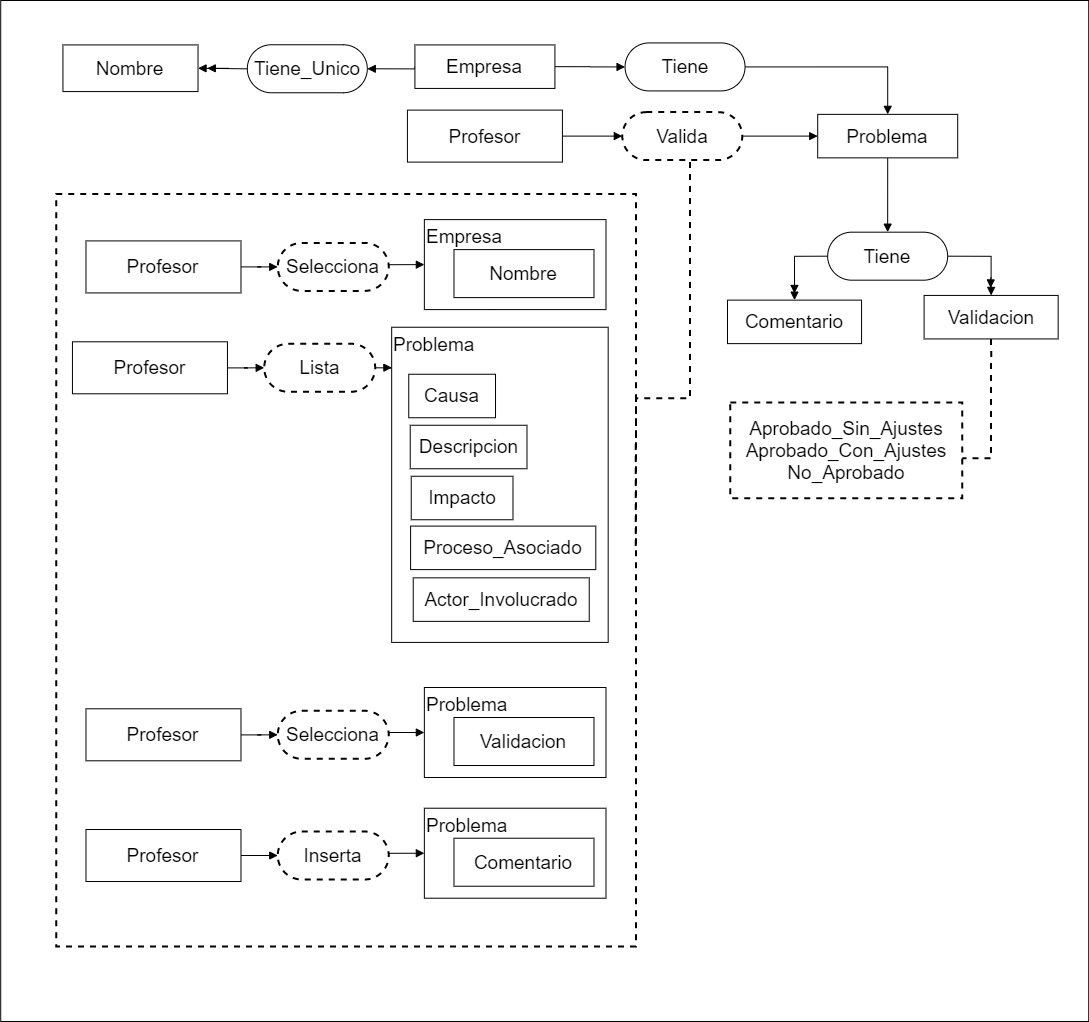 Nombre
Tiene_Unico
Empresa
Tiene
Profesor
Valida
Problema
Profesor
Selecciona
Empresa
Nombre
Tiene
Comentario
Validacion
Profesor
Lista
Problema
Causa
Descripcion
Impacto
Proceso_Asociado
Actor_Involucrado
Aprobado_Sin_Ajustes
Aprobado_Con_Ajustes
No_Aprobado
Profesor
Selecciona
Problema
Validacion
Profesor
Inserta
Problema
Comentario